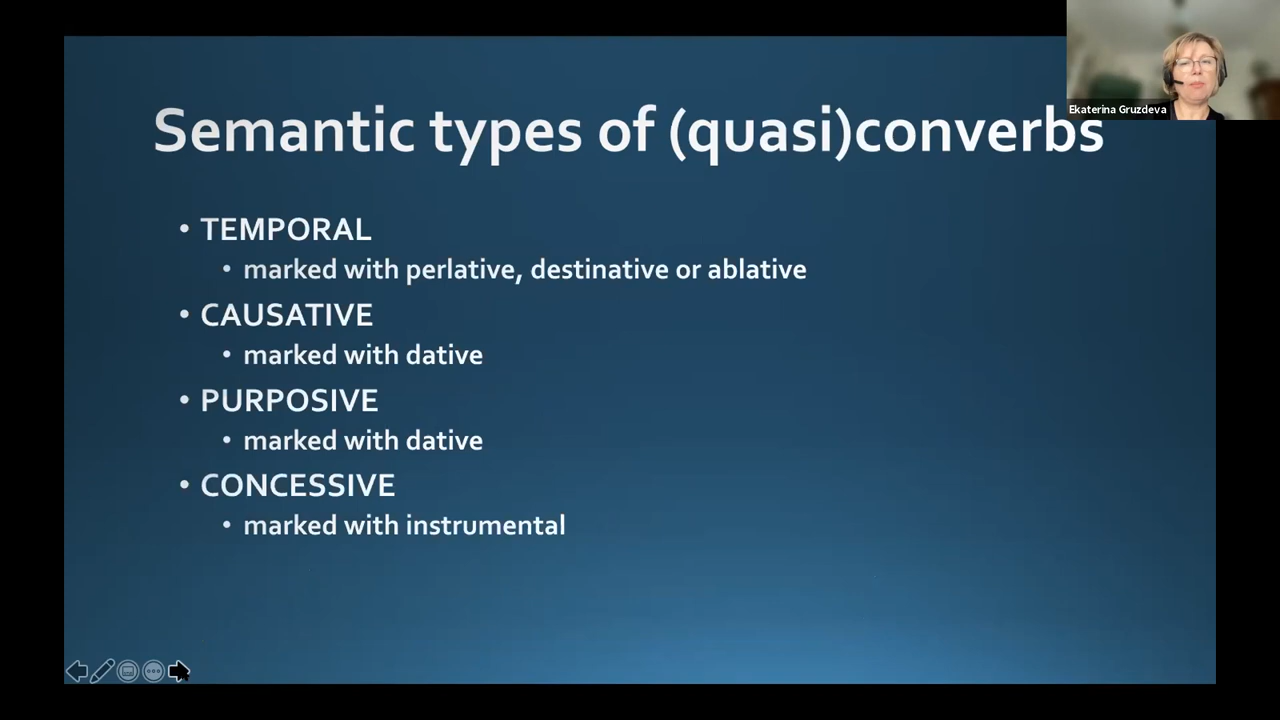 Semantic types of (quasi)converbs
Ekaterina Gruzdeva
• TEMPORAL
• marked with perlative, destinative or ablative
• CAUSATIVE
• marked with dative
• PURPOSIVE
• marked with dative
• CONCESSIVE
• marked with instrumental